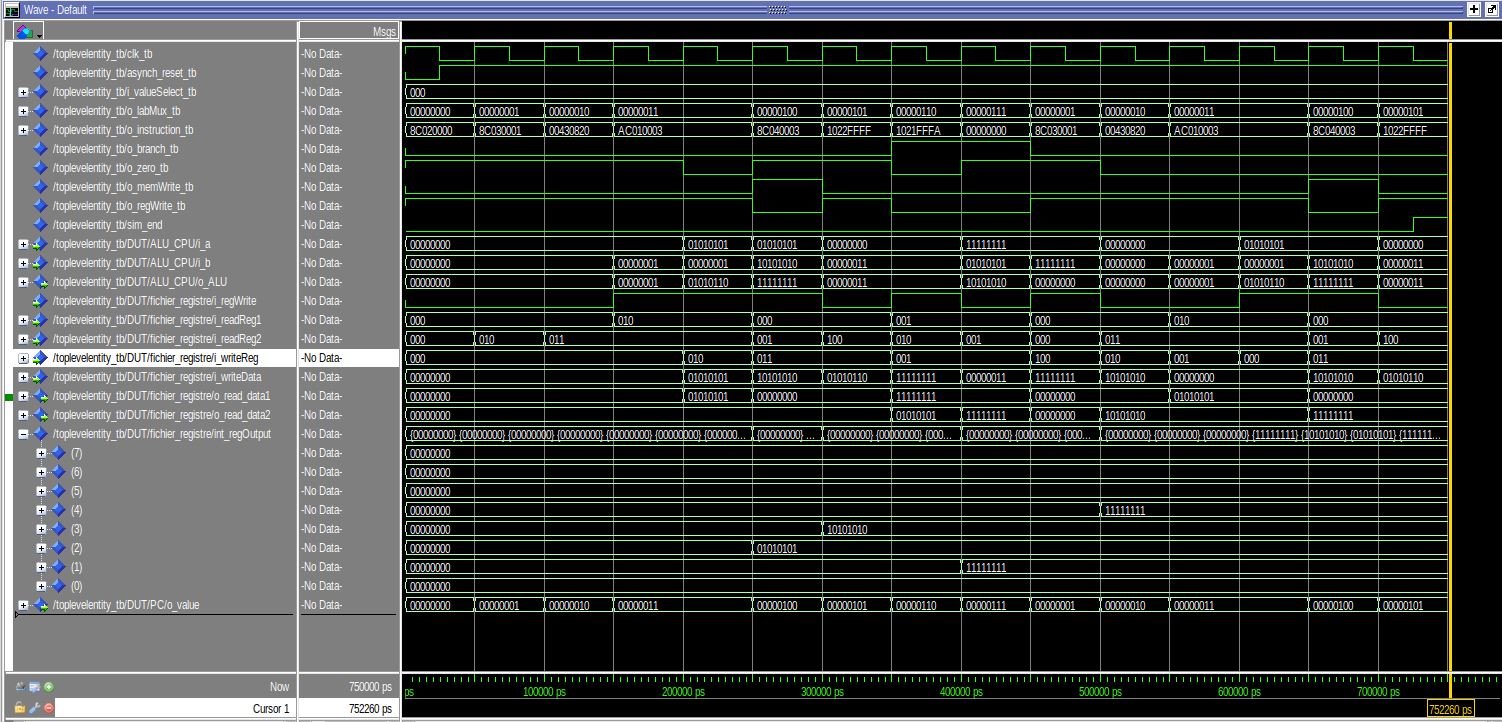 Wave - Default
Msgs
/toplevelentity_tb/clk_tb -No Data-
/toplevelentity_tb/asynch_reset_tb -No Data-
/toplevelentity_tb/i_valueSelect_tb -No Data- 000
/toplevelentity_tb/o_labMux_tb -No Data- 00000000 00000001 00000010 00000011 00000100 00000101 00000110 00000111 00000001 00000010 00000011 00000100 00000101
/toplevelentity_tb/o_instruction_tb -No Data- 8C020000 8C030001 00430820 AC010003 8C040003 1022FFFF 1021FFFA 00000000 8C030001 00430820 AC010003 8C040003 1022FFFF
/toplevelentity_tb/o_branch_tb -No Data-
/toplevelentity_tb/o_zero_tb -No Data-
/toplevelentity_tb/o_memWrite_tb -No Data-
/toplevelentity_tb/o_regWrite_tb -No Data-
/toplevelentity_tb/sim_end -No Data-
/toplevelentity_tb/DUT/ALU_CPU/i_a -No Data- 00000000 01010101 01010101 00000000 11111111 00000000 01010101 00000000
/toplevelentity_tb/DUT/ALU_CPU/i_b -No Data- 00000000 00000001 00000001 10101010 00000011 01010101 11111111 00000000 00000001 00000001 10101010 00000011
/toplevelentity_tb/DUT/ALU_CPU/o_ALU -No Data- 00000000 00000001 01010110 11111111 00000011 10101010 00000000 00000000 00000001 01010110 11111111 00000011
/toplevelentity_tb/DUT/fichier_registre/i_regWrite -No Data-
/toplevelentity_tb/DUT/fichier_registre/i_readReg1 -No Data- 000 010 000 001 000 010 000
/toplevelentity_tb/DUT/fichier_registre/i_readReg2 -No Data- 000 010 011 001 100 010 001 000 011 001 100
/toplevelentity_tb/DUT/fichier_registre/i_writeReg -No Data- 000 010 011 001 100 010 001 000 011
/toplevelentity_tb/DUT/fichier_registre/i_writeData -No Data- 00000000 01010101 10101010 01010110 11111111 00000011 11111111 10101010 00000000 10101010 01010110
/toplevelentity_tb/DUT/fichier_registre/o_read_data1 -No Data- 00000000 01010101 00000000 11111111 00000000 01010101 00000000
/toplevelentity_tb/DUT/fichier_registre/o_read_data2 -No Data- 00000000 01010101 11111111 00000000 10101010 11111111
/toplevelentity_tb/DUT/fichier_registre/int_regOutput -No Data- {00000000} {00000000} {00000000} {00000000} {00000000} {00000000} {000000... {00000000} ... {00000000} {00000000} {000... {00000000} {00000000} {000... {00000000} {00000000} {00000000} {11111111} {10101010} {01010101} {111111...
(7) -No Data- 00000000
(6) -No Data- 00000000
(5) -No Data- 00000000
(4) -No Data- 00000000 11111111
(3) -No Data- 00000000 10101010
(2) -No Data- 00000000 01010101
(1) -No Data- 00000000 11111111
(0) -No Data- 00000000
/toplevelentity_tb/DUT/PC/o_value -No Data- 00000000 00000001 00000010 00000011 00000100 00000101 00000110 00000111 00000001 00000010 00000011 00000100 00000101
Now 750000 ps ps 100000 ps 200000 ps 300000 ps 400000 ps 500000 ps 600000 ps 700000 ps
Cursor 1 752260 ps 752260 ps